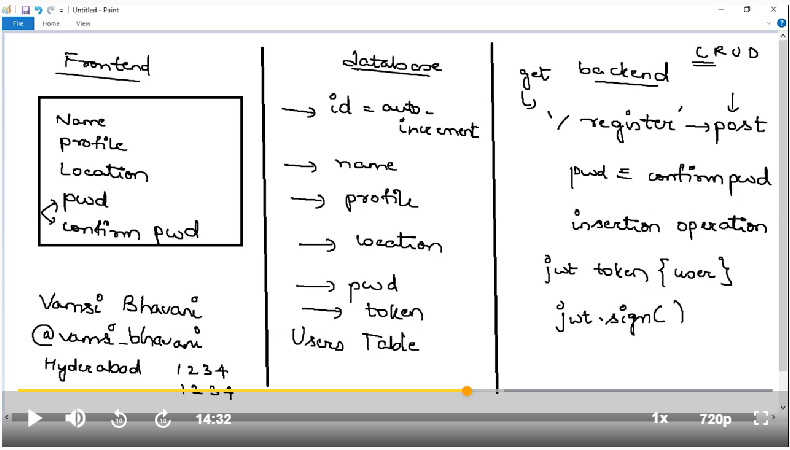 Untitled - Paint
File Home View
Frontend
Name
Profile
Location
pwd
confirm pwd
Vamsi Bhavani
@vamsi_bhavani
Hyderabad 1234
1234
database
→ id = auto-
increment
→ name
→ profile
→ location
→ pwd
→ token
Users Table
CRUD
get backend
'/register' → post
pwd = confirm pwd
insertion operation
jwt token {user}
jwt.sign()
10 10 14:32 1x 720p